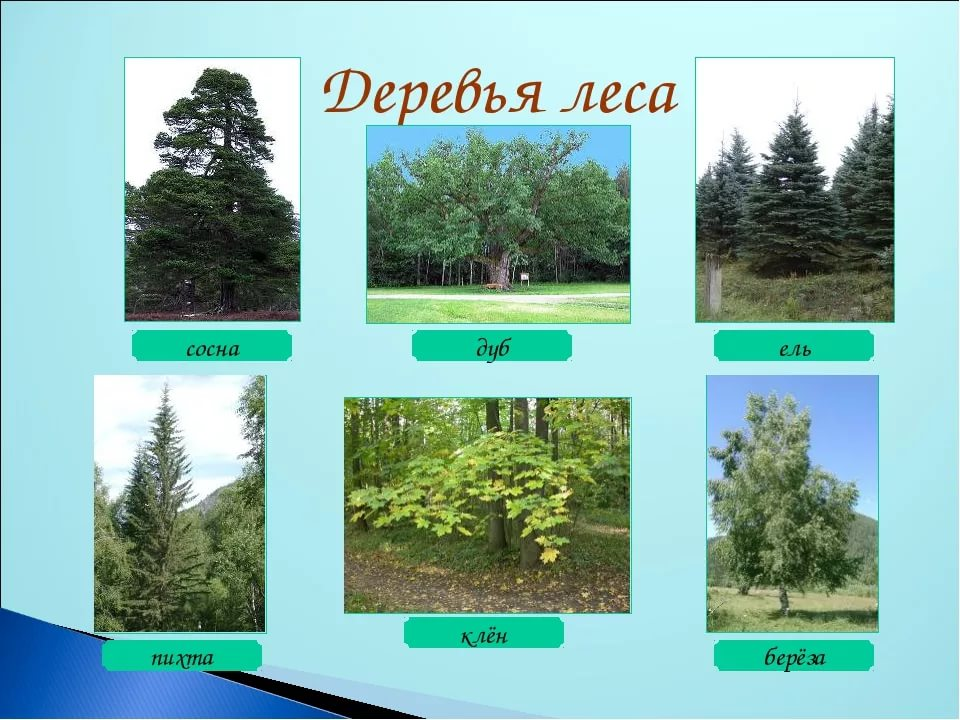 Деревья леса
сосна
дуб
ель
пихта
клён
берёза